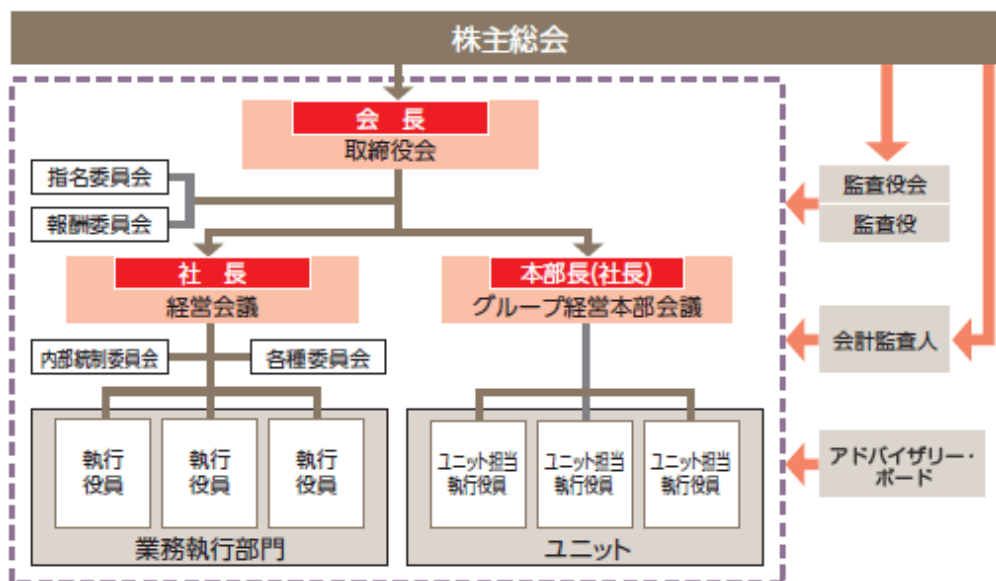 株主総会
会 長
取締役会
指名委員会
報酬委員会
監査役会
監査役
社 長
経営会議
本部長(社長)
グループ経営本部会議
会計監査人
内部統制委員会
各種委員会
執行
役員
執行
役員
執行
役員
業務執行部門
ユニット担当
執行役員
ユニット担当
執行役員
ユニット担当
執行役員
ユニット
アドバイザリー・
ボード